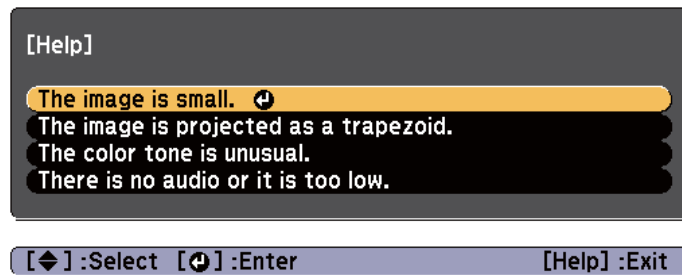 [Help]
The image is small.
The image is projected as a trapezoid.
The color tone is unusual.
There is no audio or it is too low.
[◆] :Select [↵] :Enter [Help] :Exit